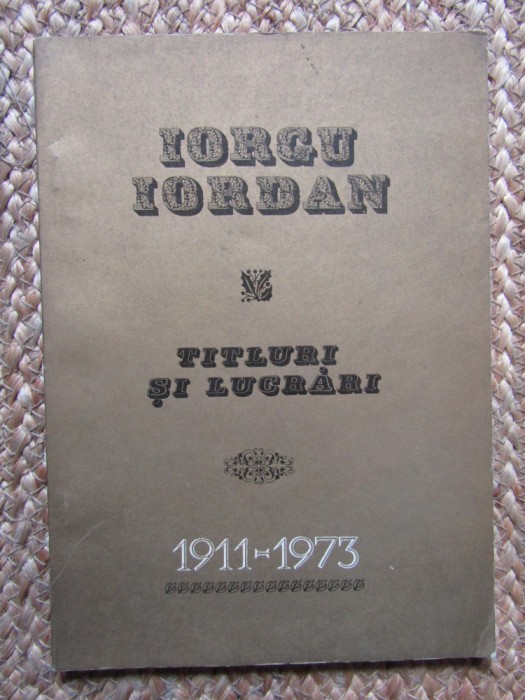 IORGU
IORDAN
TITLURI
ȘI LUCRĂRI
1911-1973